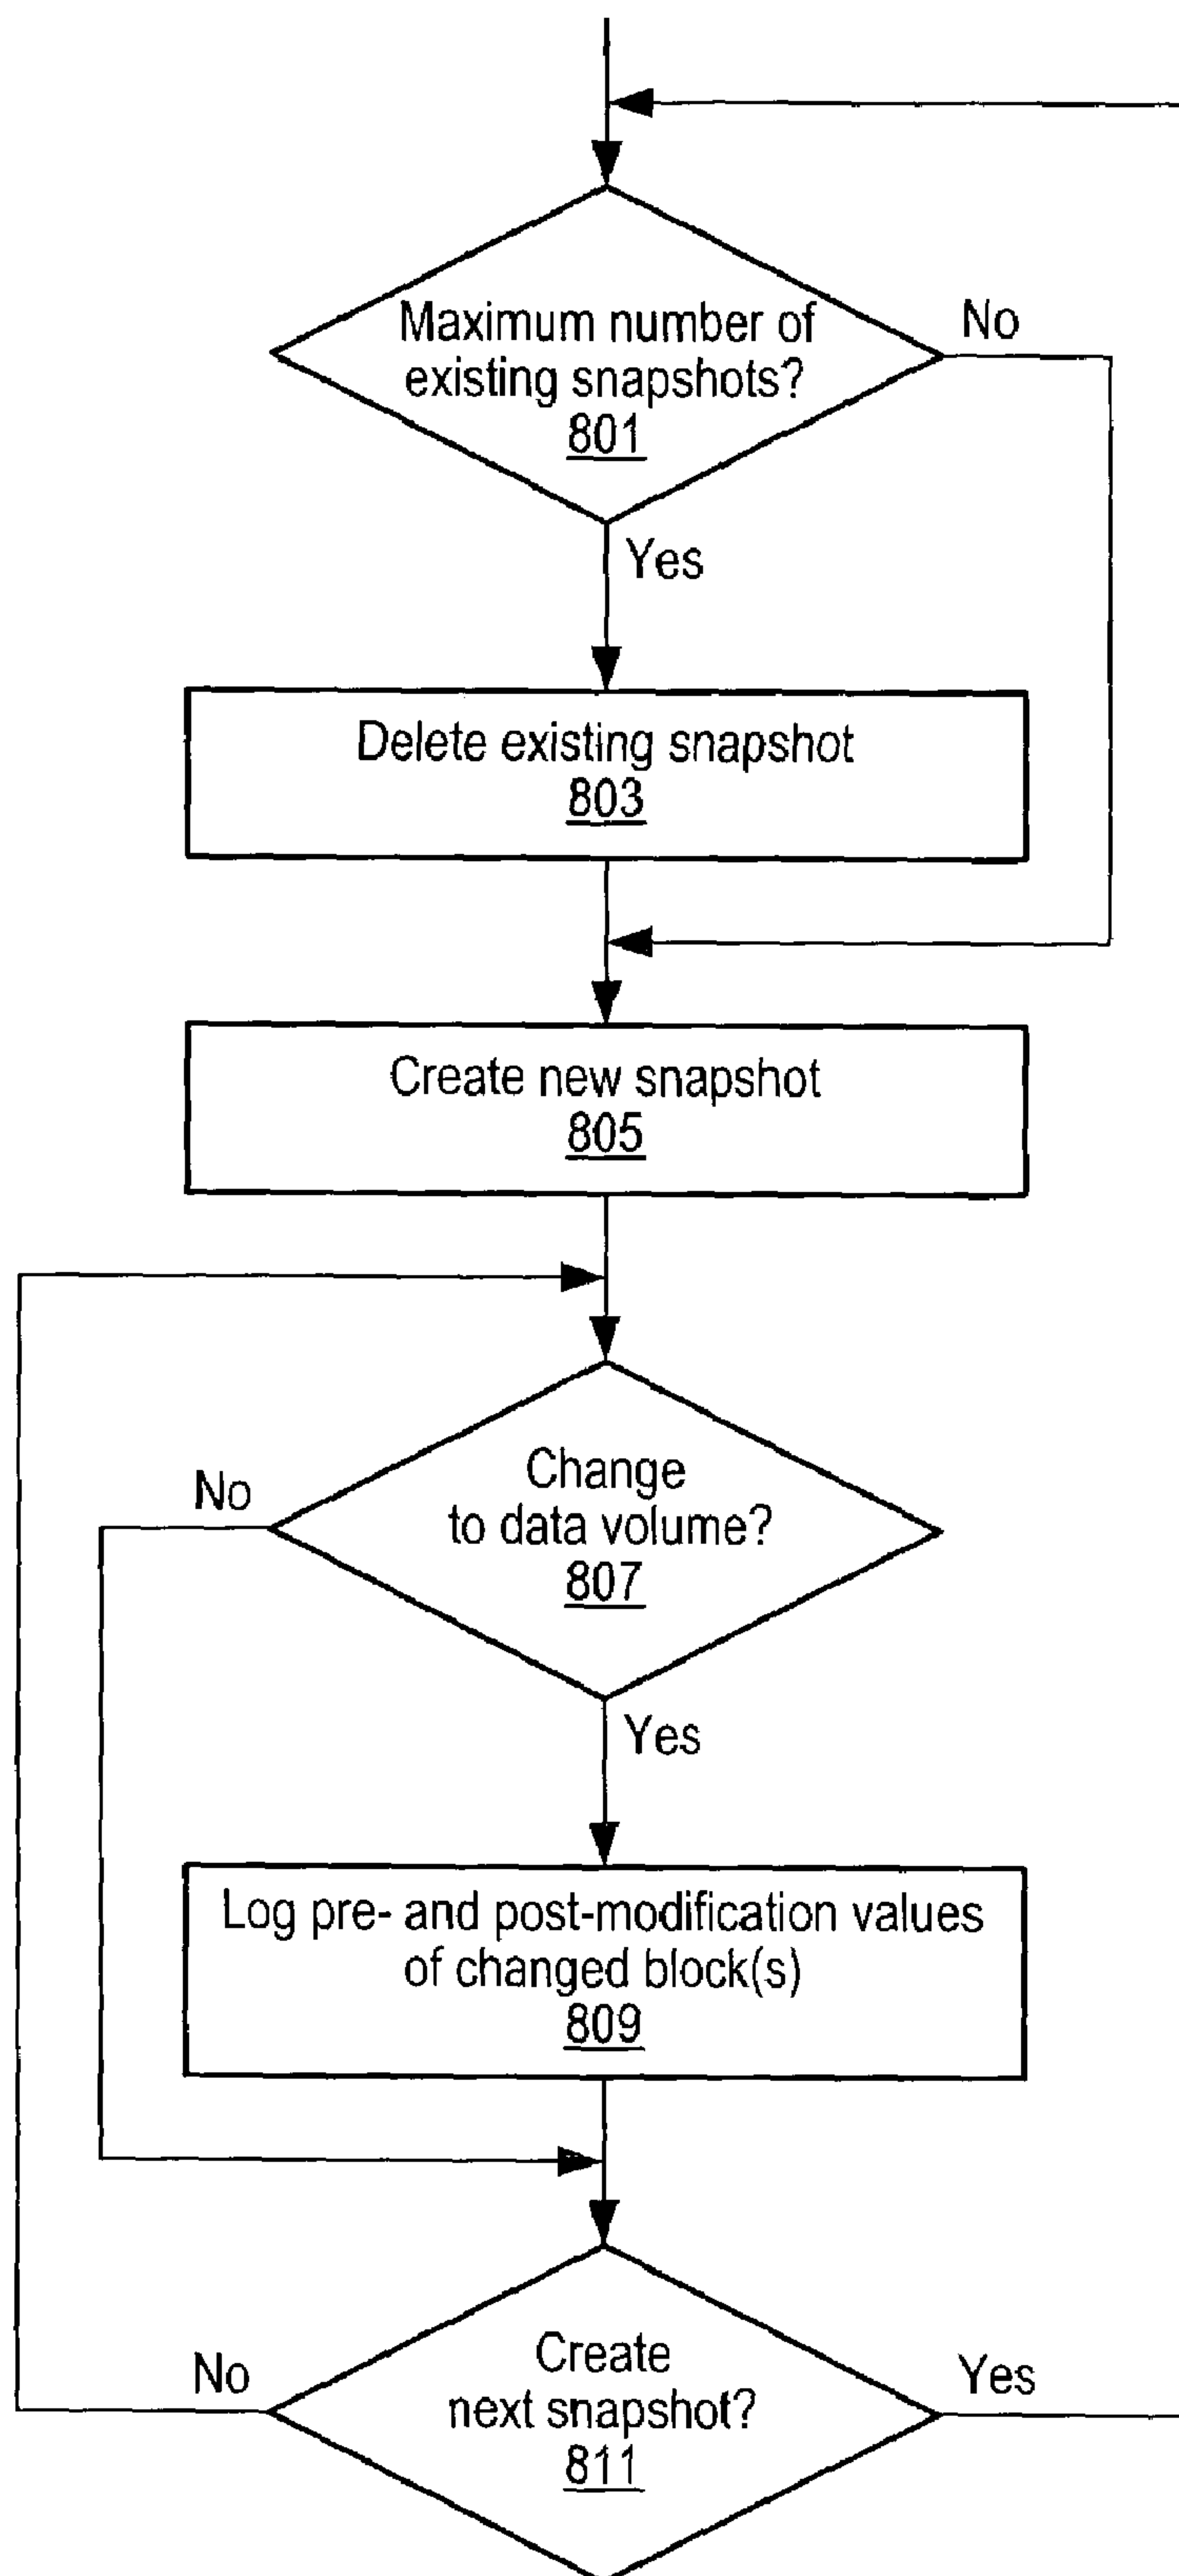 Maximum number of
existing snapshots?
801
No
Yes
Delete existing snapshot
803
Create new snapshot
805
Change
to data volume?
807
No
Yes
Log pre- and post-modification values
of changed block(s)
809
Create
next snapshot?
811
No
Yes